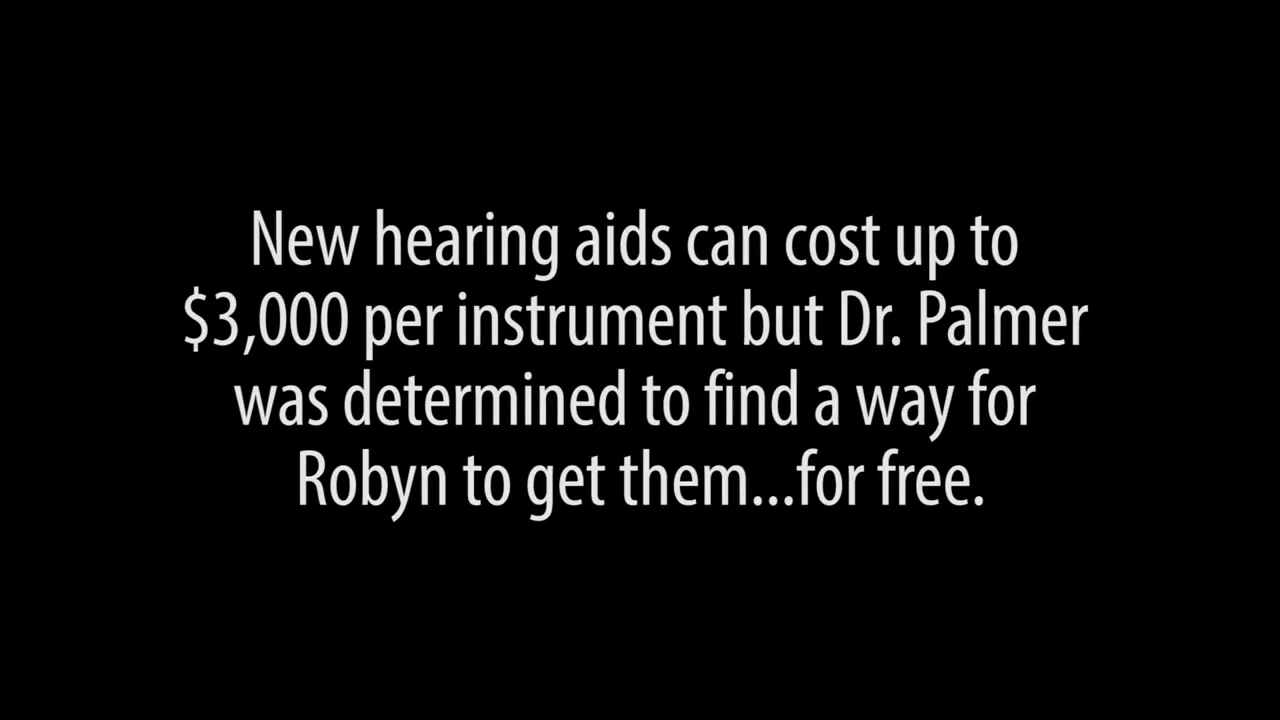 New hearing aids can cost up to
$3,000 per instrument but Dr. Palmer
was determined to find a way for
Robyn to get them...for free.